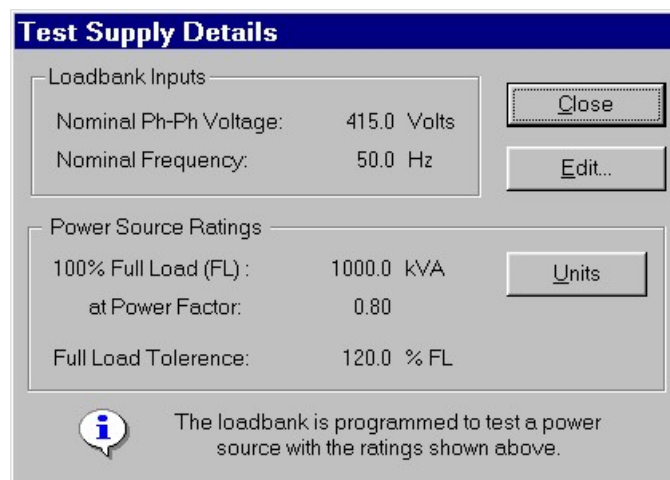 Test Supply Details
Loadbank Inputs
Nominal Ph-Ph Voltage: 415.0 Volts
Nominal Frequency: 50.0 Hz
Close
Edit...
Power Source Ratings
100% Full Load (FL) : 1000.0 kVA
at Power Factor: 0.80
Full Load Tolerence: 120.0 % FL
Units
The loadbank is programmed to test a power
source with the ratings shown above.